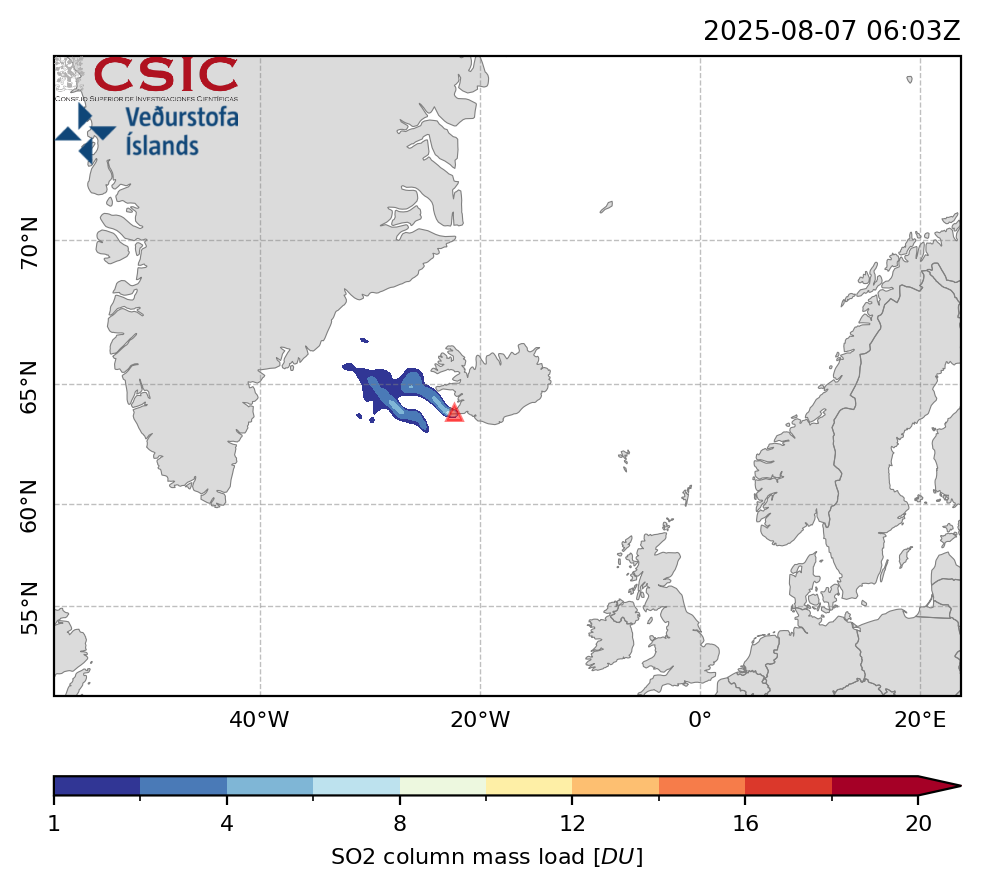 2025-08-07 06:03Z
CSIC
CONSEJO SUPERIOR DE INVESTIGACIONES CIENTÍFICAS
Veðurstofa
Íslands
70°N
65°N
60°N
55°N
40°W 20°W 0° 20°E
1 4 8 12 16 20
SO2 column mass load [DU]